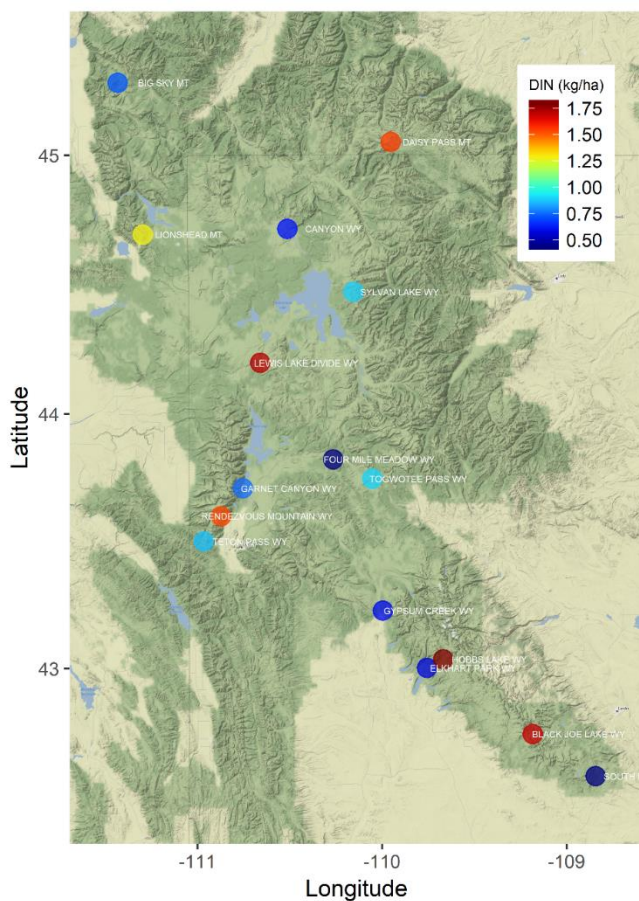 BIG SKY MT
DIN (kg/ha)
1.75
1.50
1.25
1.00
0.75
0.50
45
DAISY PASS MT
LIONSHEAD MT
CANYON WY
SYLVAN LAKE WY
LEWIS LAKE DIVIDE WY
44
Latitude
FOUR MILE MEADOW WY
TOGWOTEE PASS WY
GARNET CANYON WY
RENDEZVOUS MOUNTAIN WY
TETON PASS WY
GYPSUM CREEK WY
43
HOBBS LAKE WY
ELKHART PARK WY
BLACK JOE LAKE WY
SOUTH
-111
-110
-109
Longitude